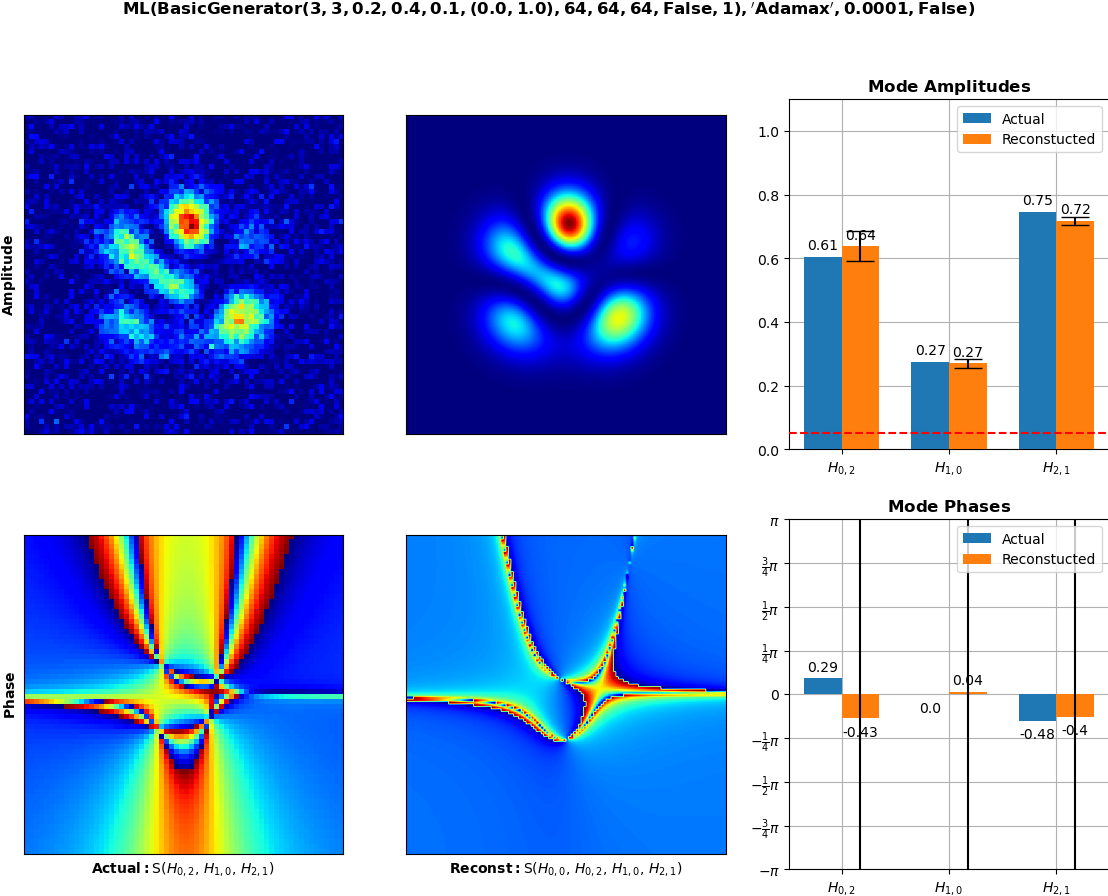 ML(BasicGenerator(3, 3, 0.2, 0.4, 0.1, (0.0, 1.0), 64, 64, 64, False, 1), ′Adamax′, 0.0001, False)
Amplitude
Mode Amplitudes
Actual
Reconstucted
1.0
0.8
0.6
0.4
0.2
0.0
0.61
0.64
0.27
0.27
0.75
0.72
H0,2
H1,0
H2,1
Phase
Actual: S(H0,2, H1,0, H2,1)
Reconst: S(H0,0, H0,2, H1,0, H2,1)
Mode Phases
Actual
Reconstucted
π
3/4π
1/2π
1/4π
0
−1/4π
−1/2π
−3/4π
−π
0.29
-0.43
0.0
0.04
-0.48
-0.4
H0,2
H1,0
H2,1